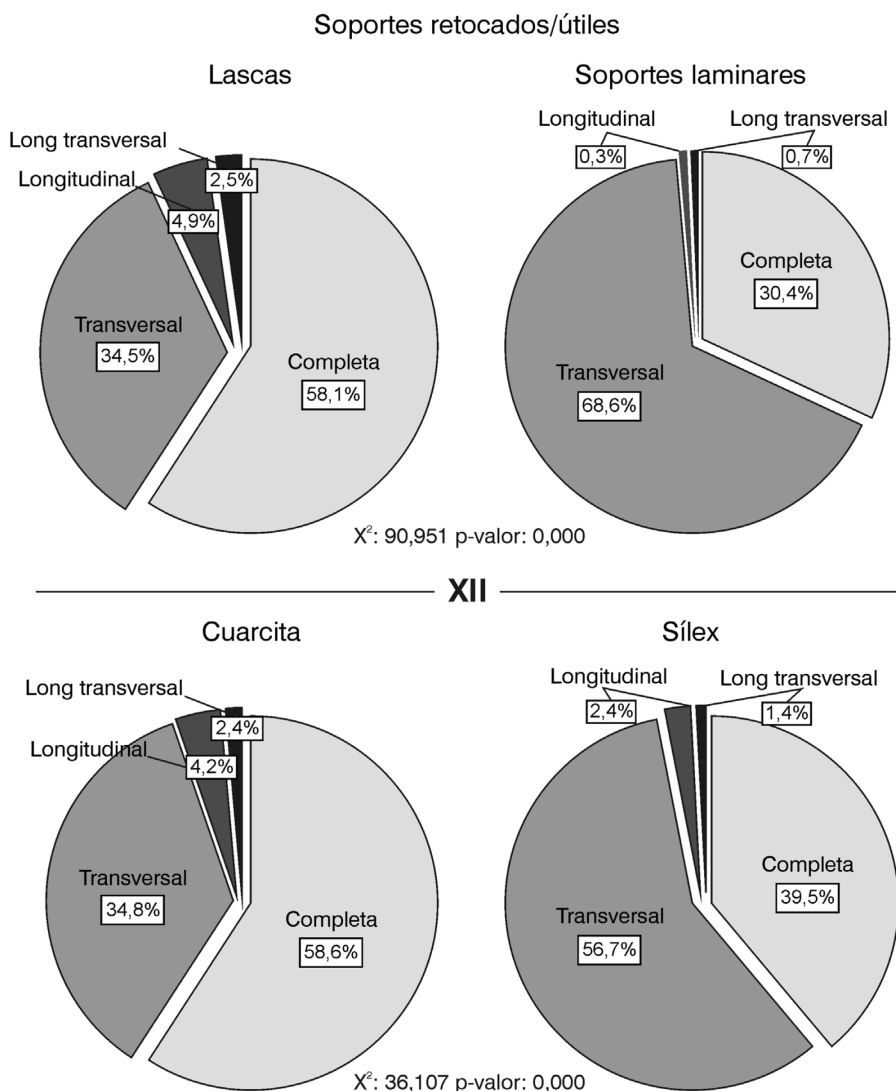 Soportes retocados/útiles
Lascas
Long transversal
2,5%
Longitudinal
4,9%
Transversal
34,5%
Completa
58,1%
Soportes laminares
Longitudinal
0,3%
Long transversal
0,7%
Completa
30,4%
Transversal
68,6%
X²: 90,951 p-valor: 0,000
XII
Cuarcita
Long transversal
2,4%
Longitudinal
4,2%
Transversal
34,8%
Completa
58,6%
Sílex
Longitudinal
2,4%
Long transversal
1,4%
Completa
39,5%
Transversal
56,7%
X²: 36,107 p-valor: 0,000